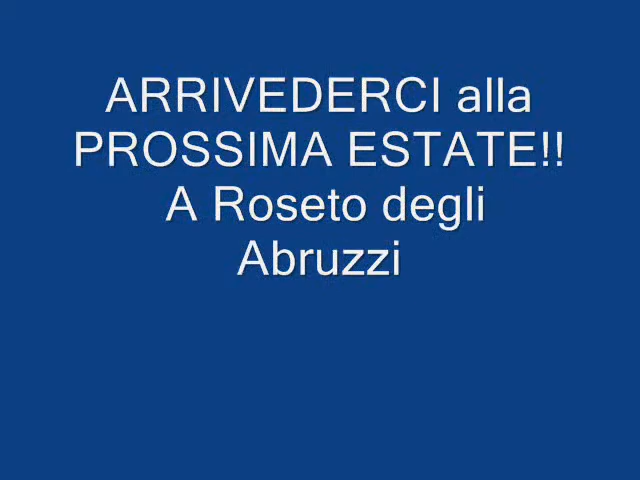 ARRIVEDERCI alla
PROSSIMA ESTATE!!
A Roseto degli
Abruzzi